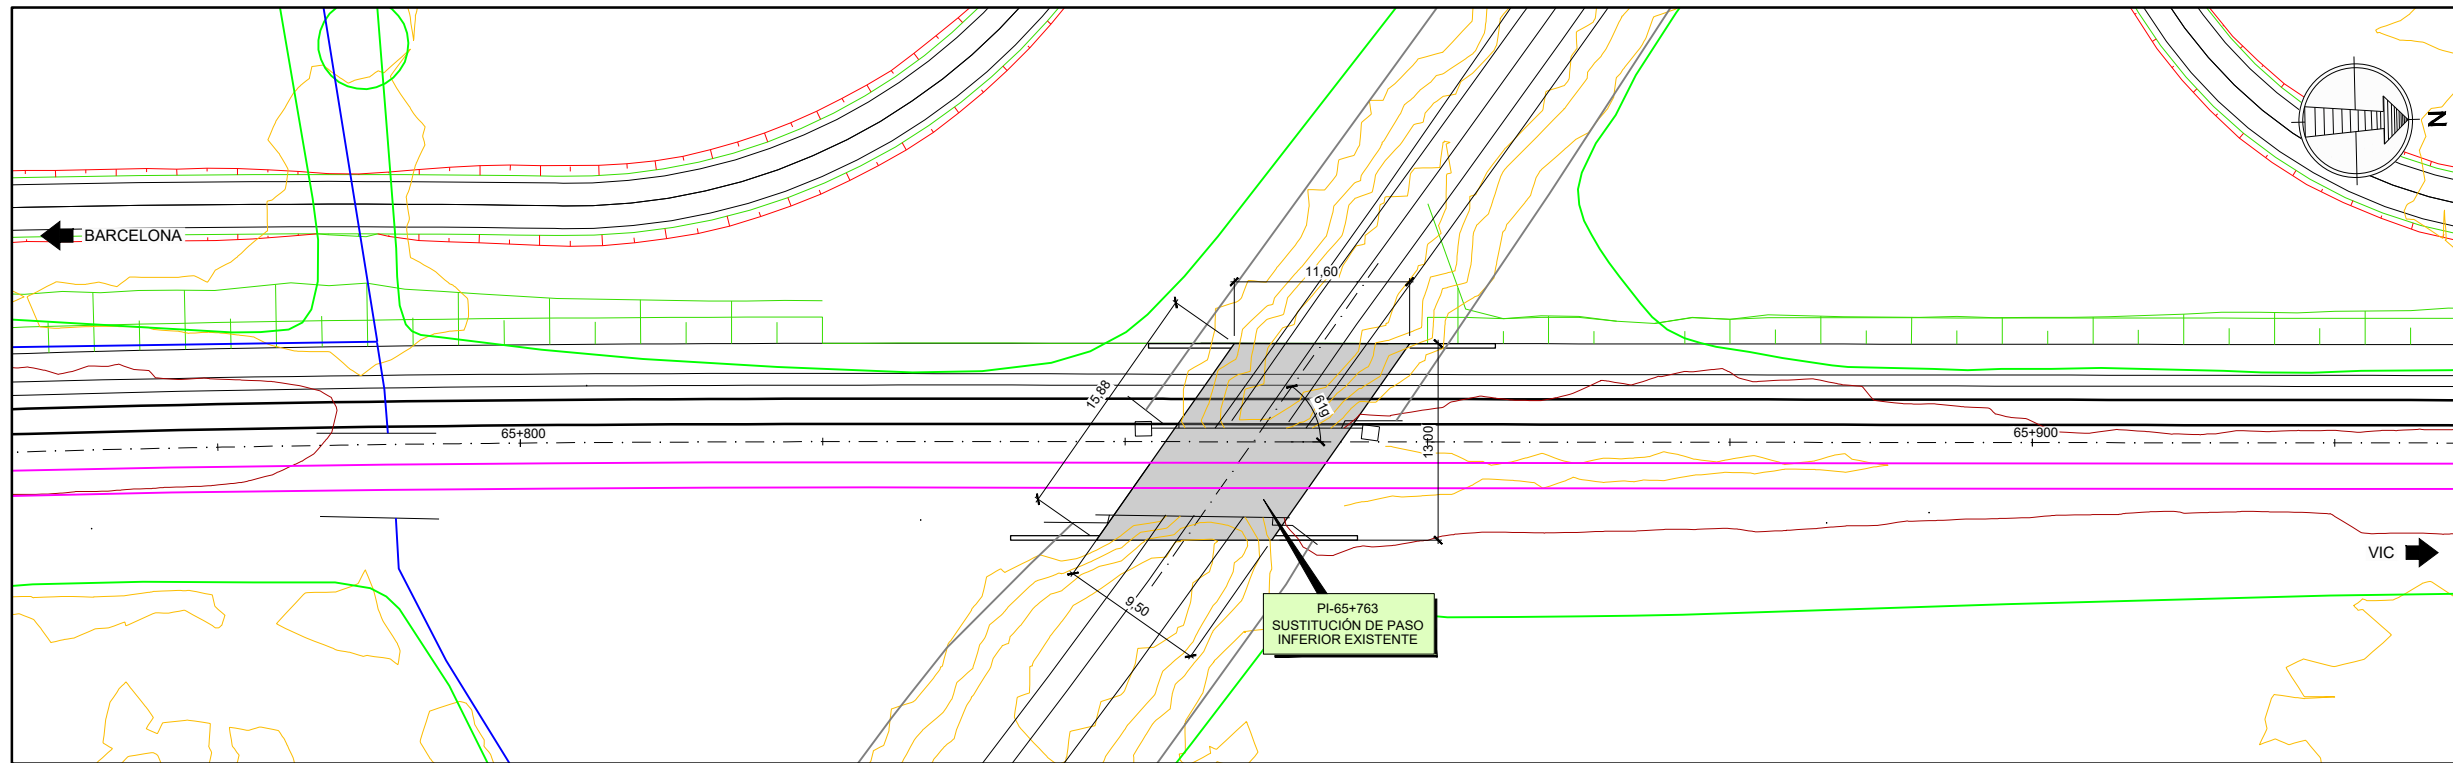 N
BARCELONA
11,60
15,88
61g
65+800
65+900
13,00
VIC
9,50
PI-65+763
SUSTITUCIÓN DE PASO
INFERIOR EXISTENTE